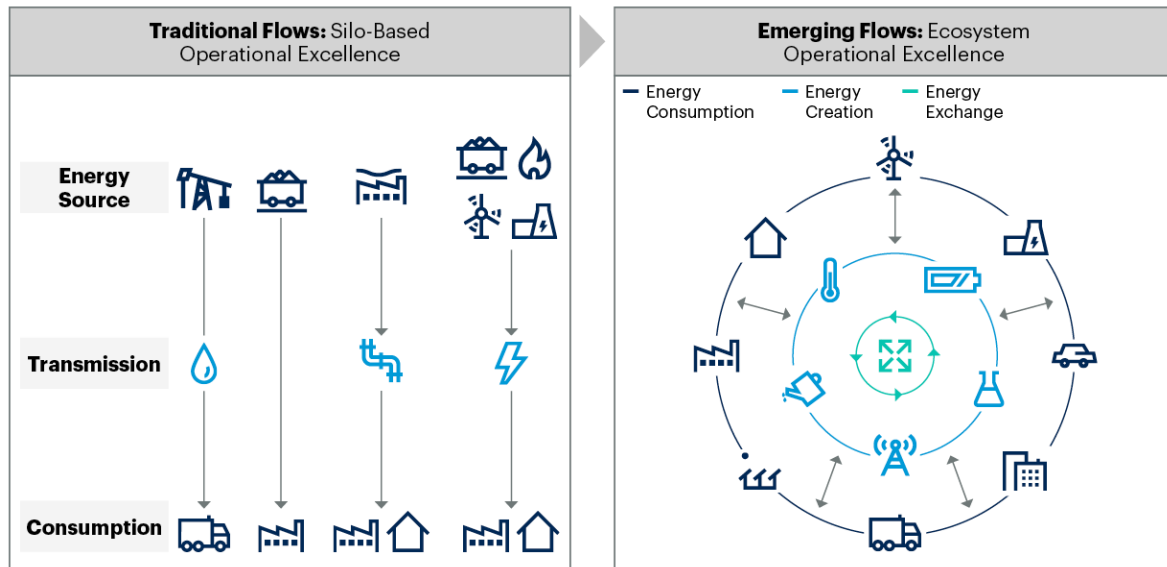 Traditional Flows: Silo-Based
Operational Excellence
Energy
Source
Transmission
Consumption
Emerging Flows: Ecosystem
Operational Excellence
Energy
Consumption
Energy
Creation
Energy
Exchange